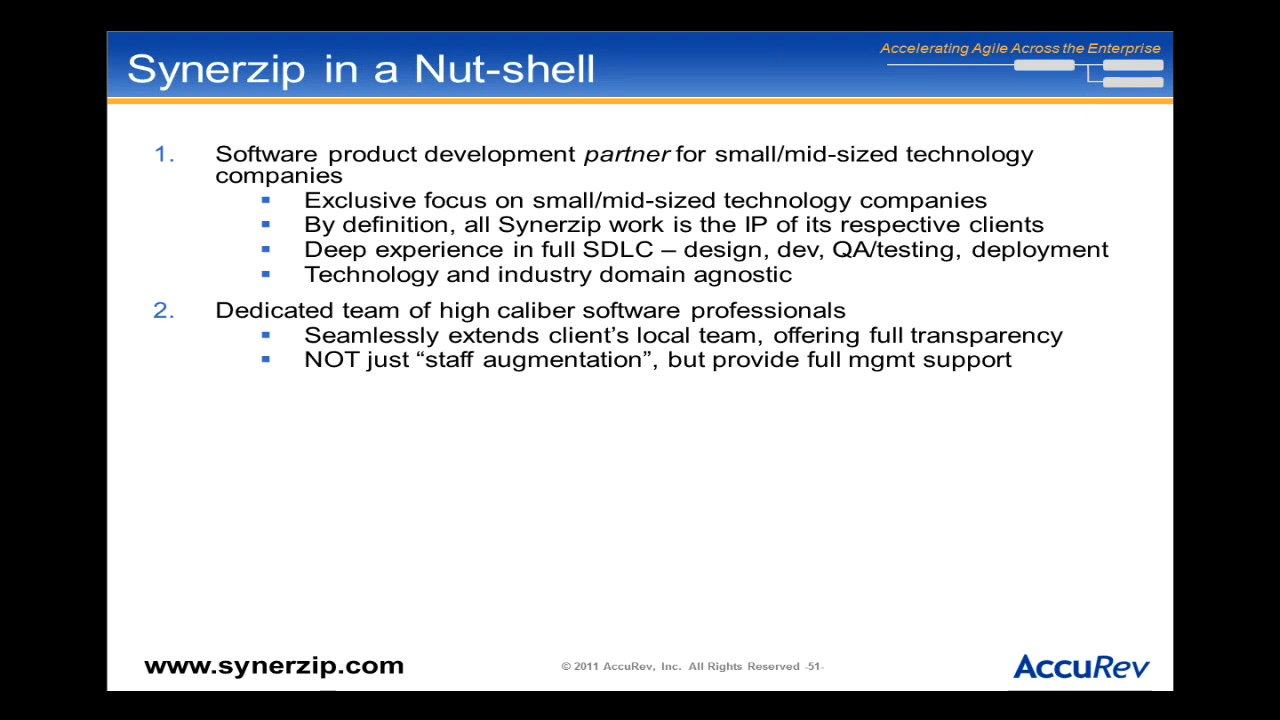 Accelerating Agile Across the Enterprise
Synerzip in a Nut-shell
1. Software product development partner for small/mid-sized technology
companies
▪ Exclusive focus on small/mid-sized technology companies
▪ By definition, all Synerzip work is the IP of its respective clients
▪ Deep experience in full SDLC – design, dev, QA/testing, deployment
▪ Technology and industry domain agnostic
2. Dedicated team of high caliber software professionals
▪ Seamlessly extends client’s local team, offering full transparency
▪ NOT just “staff augmentation”, but provide full mgmt support
www.synerzip.com
© 2011 AccuRev, Inc. All Rights Reserved -51-
AccuRev